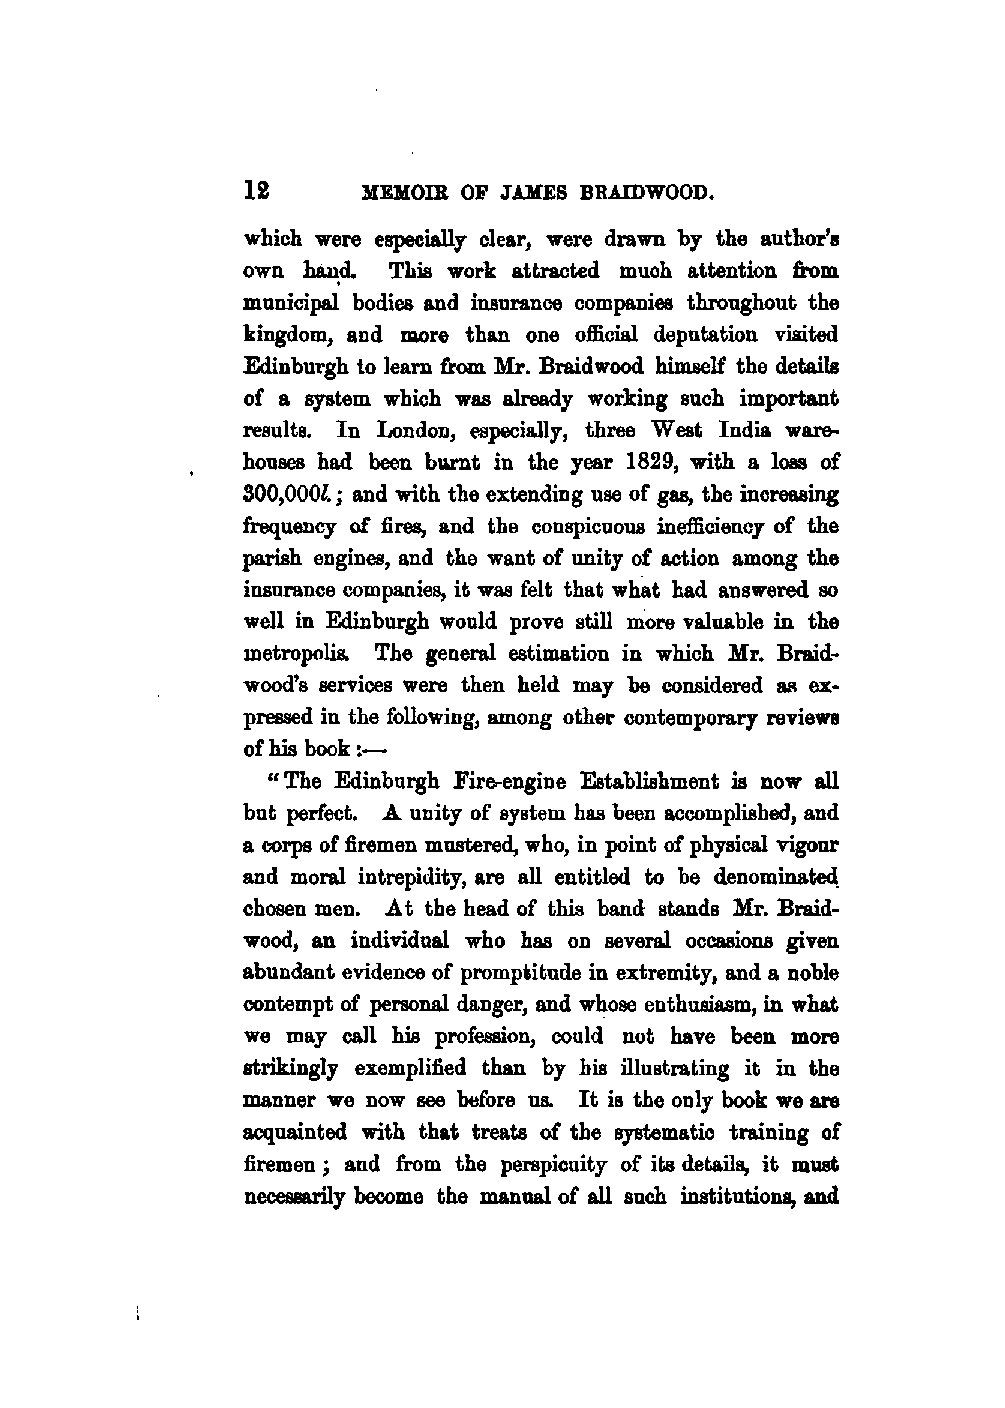 12 MEMOIR OF JAMES BRAIDWOOD.
which were especially clear, were drawn by the author's
own hand. This work attracted much attention from
municipal bodies and insurance companies throughout the
kingdom, and more than one official deputation visited
Edinburgh to learn from Mr. Braidwood himself the details
of a system which was already working such important
results. In London, especially, three West India ware-
houses had been burnt in the year 1829, with a loss of
300,000l.; and with the extending use of gas, the increasing
frequency of fires, and the conspicuous inefficiency of the
parish engines, and the want of unity of action among the
insurance companies, it was felt that what had answered so
well in Edinburgh would prove still more valuable in the
metropolis. The general estimation in which Mr. Braid-
wood's services were then held may be considered as ex-
pressed in the following, among other contemporary reviews
of his book:—
"The Edinburgh Fire-engine Establishment is now all
but perfect. A unity of system has been accomplished, and
a corps of firemen mustered, who, in point of physical vigour
and moral intrepidity, are all entitled to be denominated
chosen men. At the head of this band stands Mr. Braid-
wood, an individual who has on several occasions given
abundant evidence of promptitude in extremity, and a noble
contempt of personal danger, and whose enthusiasm, in what
we may call his profession, could not have been more
strikingly exemplified than by his illustrating it in the
manner we now see before us. It is the only book we are
acquainted with that treats of the systematic training of
firemen; and from the perspicuity of its details, it must
necessarily become the manual of all such institutions, and